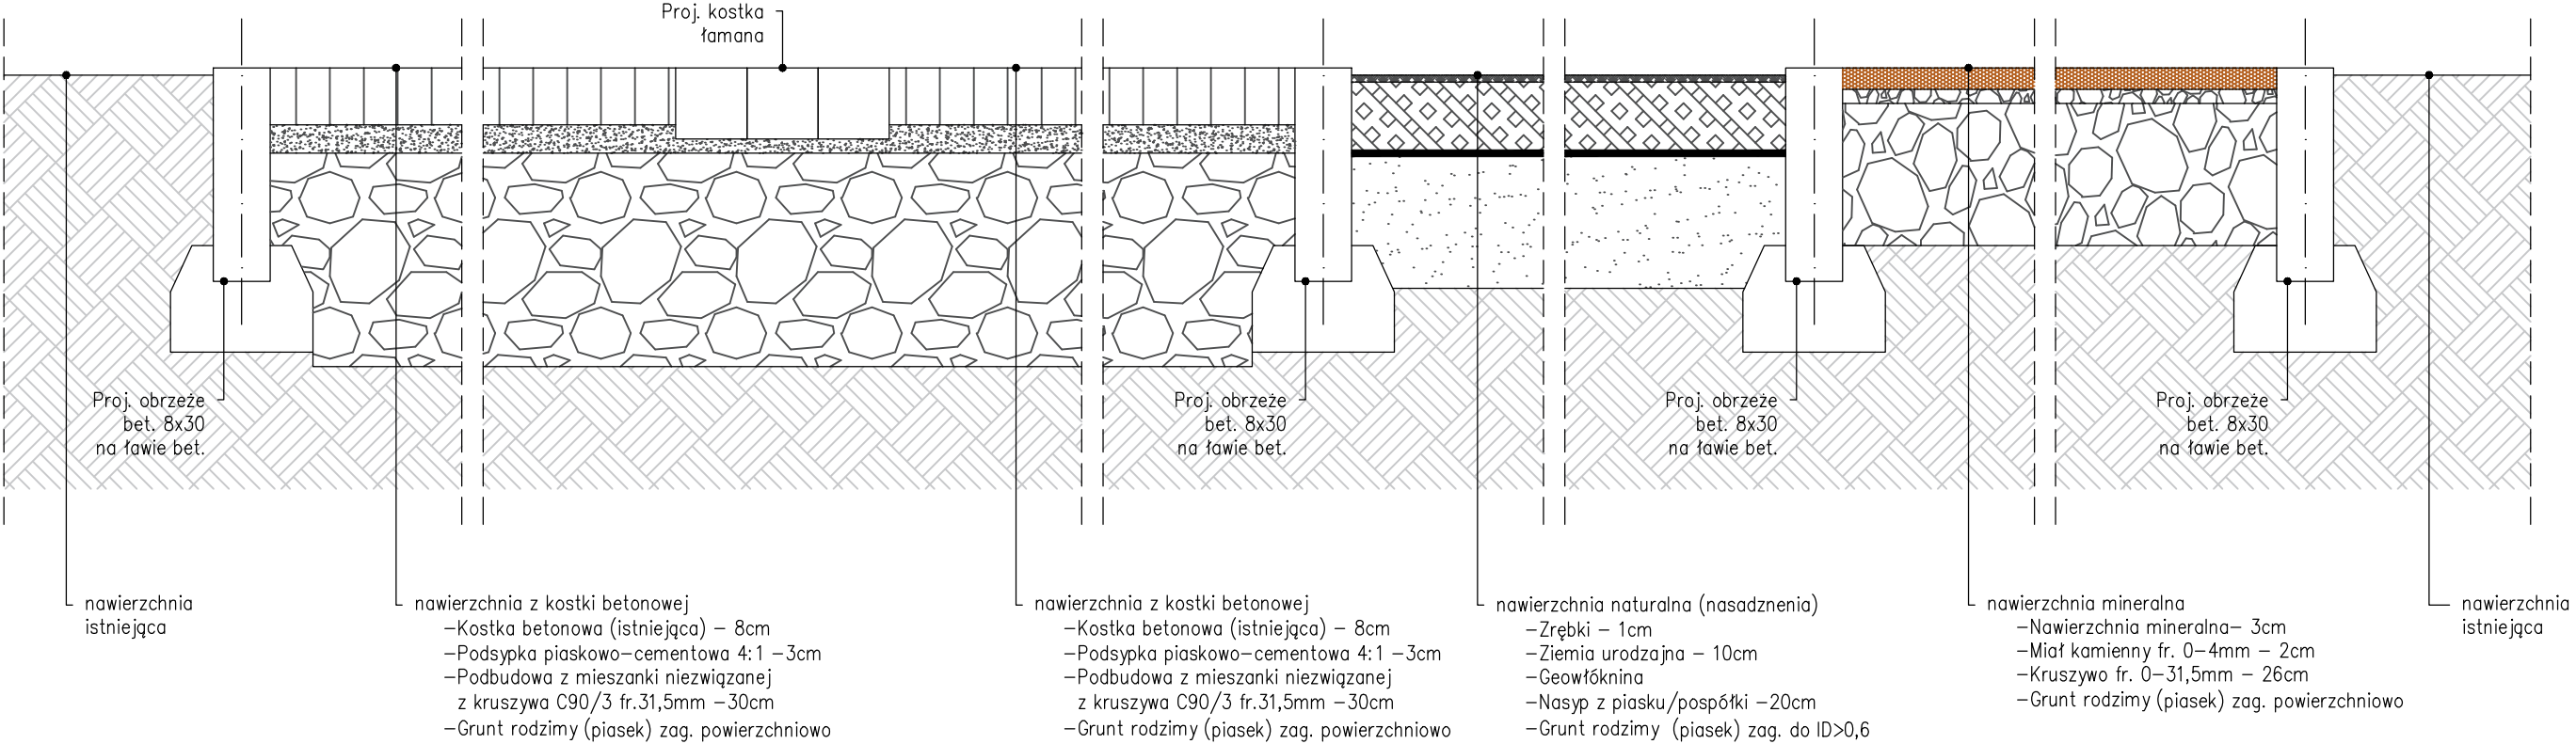 Proj. kostka
łamana
Proj. obrzeże
bet. 8x30
na ławie bet.
Proj. obrzeże
bet. 8x30
na ławie bet.
Proj. obrzeże
bet. 8x30
na ławie bet.
Proj. obrzeże
bet. 8x30
na ławie bet.
nawierzchnia
istniejąca
nawierzchnia z kostki betonowej
-Kostka betonowa (istniejąca) - 8cm
-Podsypka piaskowo-cementowa 4:1 -3cm
-Podbudowa z mieszanki niezwiązanej
z kruszywa C90/3 fr.31,5mm -30cm
-Grunt rodzimy (piasek) zag. powierzchniowo
nawierzchnia z kostki betonowej
-Kostka betonowa (istniejąca) - 8cm
-Podsypka piaskowo-cementowa 4:1 -3cm
-Podbudowa z mieszanki niezwiązanej
z kruszywa C90/3 fr.31,5mm -30cm
-Grunt rodzimy (piasek) zag. powierzchniowo
nawierzchnia naturalna (nasadznenia)
-Zrębki - 1cm
-Ziemia urodzajna - 10cm
-Geowłóknina
-Nasyp z piasku/pospółki -20cm
-Grunt rodzimy (piasek) zag. do ID>0,6
nawierzchnia mineralna
-Nawierzchnia mineralna- 3cm
-Miał kamienny fr. 0-4mm - 2cm
-Kruszywo fr. 0-31,5mm - 26cm
-Grunt rodzimy (piasek) zag. powierzchniowo
nawierzchnia
istniejąca